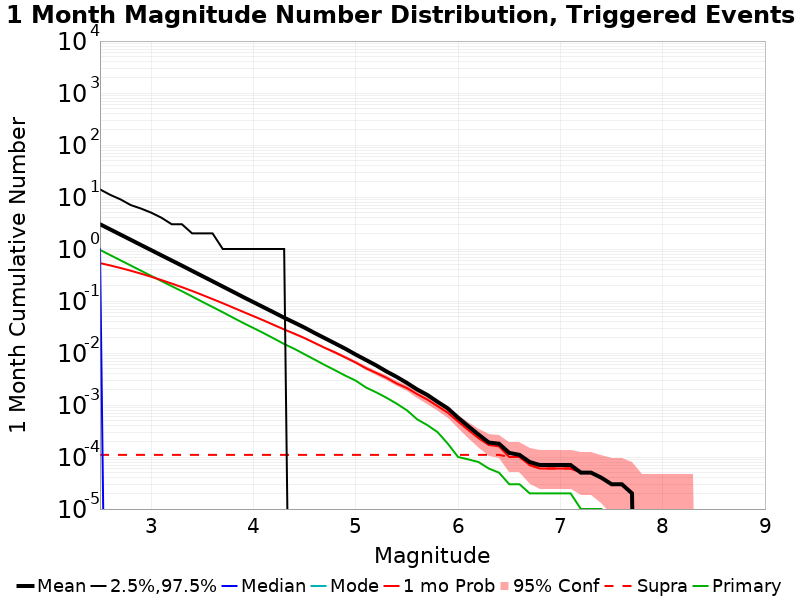 1 Month Magnitude Number Distribution, Triggered Events
1 Month Cumulative Number
10^4
10^3
10^2
10^1
10^0
10^-1
10^-2
10^-3
10^-4
10^-5
3 4 5 6 7 8 9
Magnitude
Mean 2.5%,97.5% Median Mode 1 mo Prob 95% Conf Supra Primary